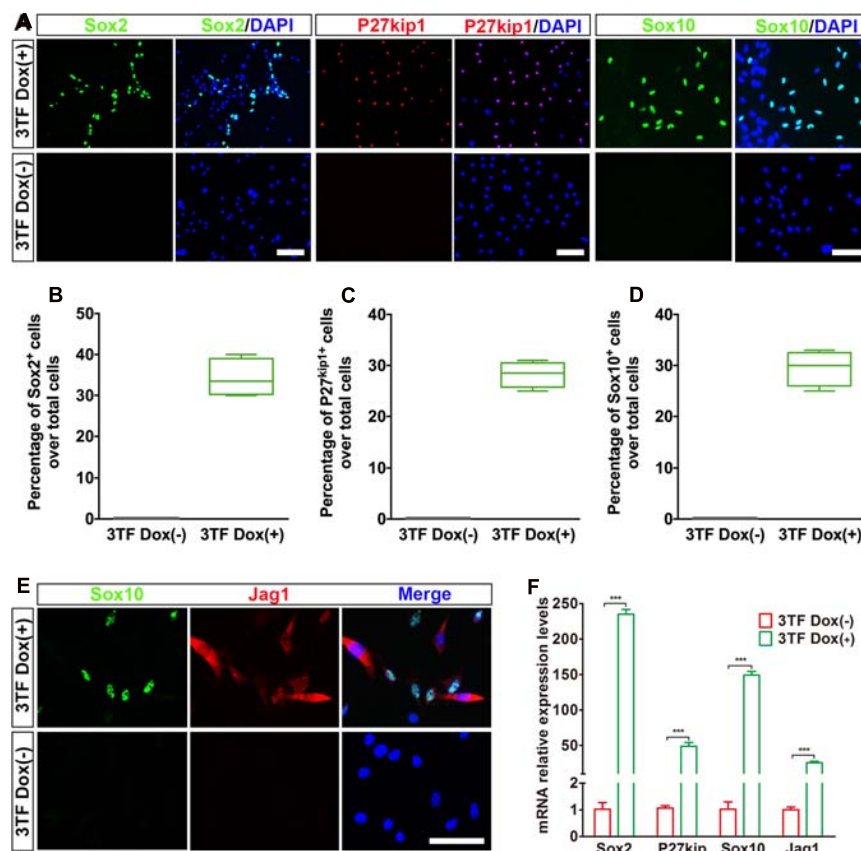 A
Sox2 Sox2/DAPI P27kip1 P27kip1/DAPI Sox10 Sox10/DAPI
3TF Dox(+)
3TF Dox(-)
B
Percentage of Sox2+ cells
over total cells
50
40
30
20
10
0
3TF Dox(-) 3TF Dox(+)
C
Percentage of P27kip1+ cells
over total cells
40
30
20
10
0
3TF Dox(-) 3TF Dox(+)
D
Percentage of Sox10+ cells
over total cells
40
30
20
10
0
3TF Dox(-) 3TF Dox(+)
E
Sox10 Jag1 Merge
3TF Dox(+)
3TF Dox(-)
F
mRNA relative expression levels
250
200
150
100
50
2
1
0
*** *** *** ***
3TF Dox(-)
3TF Dox(+)
Sox2 P27kip Sox10 Jag1